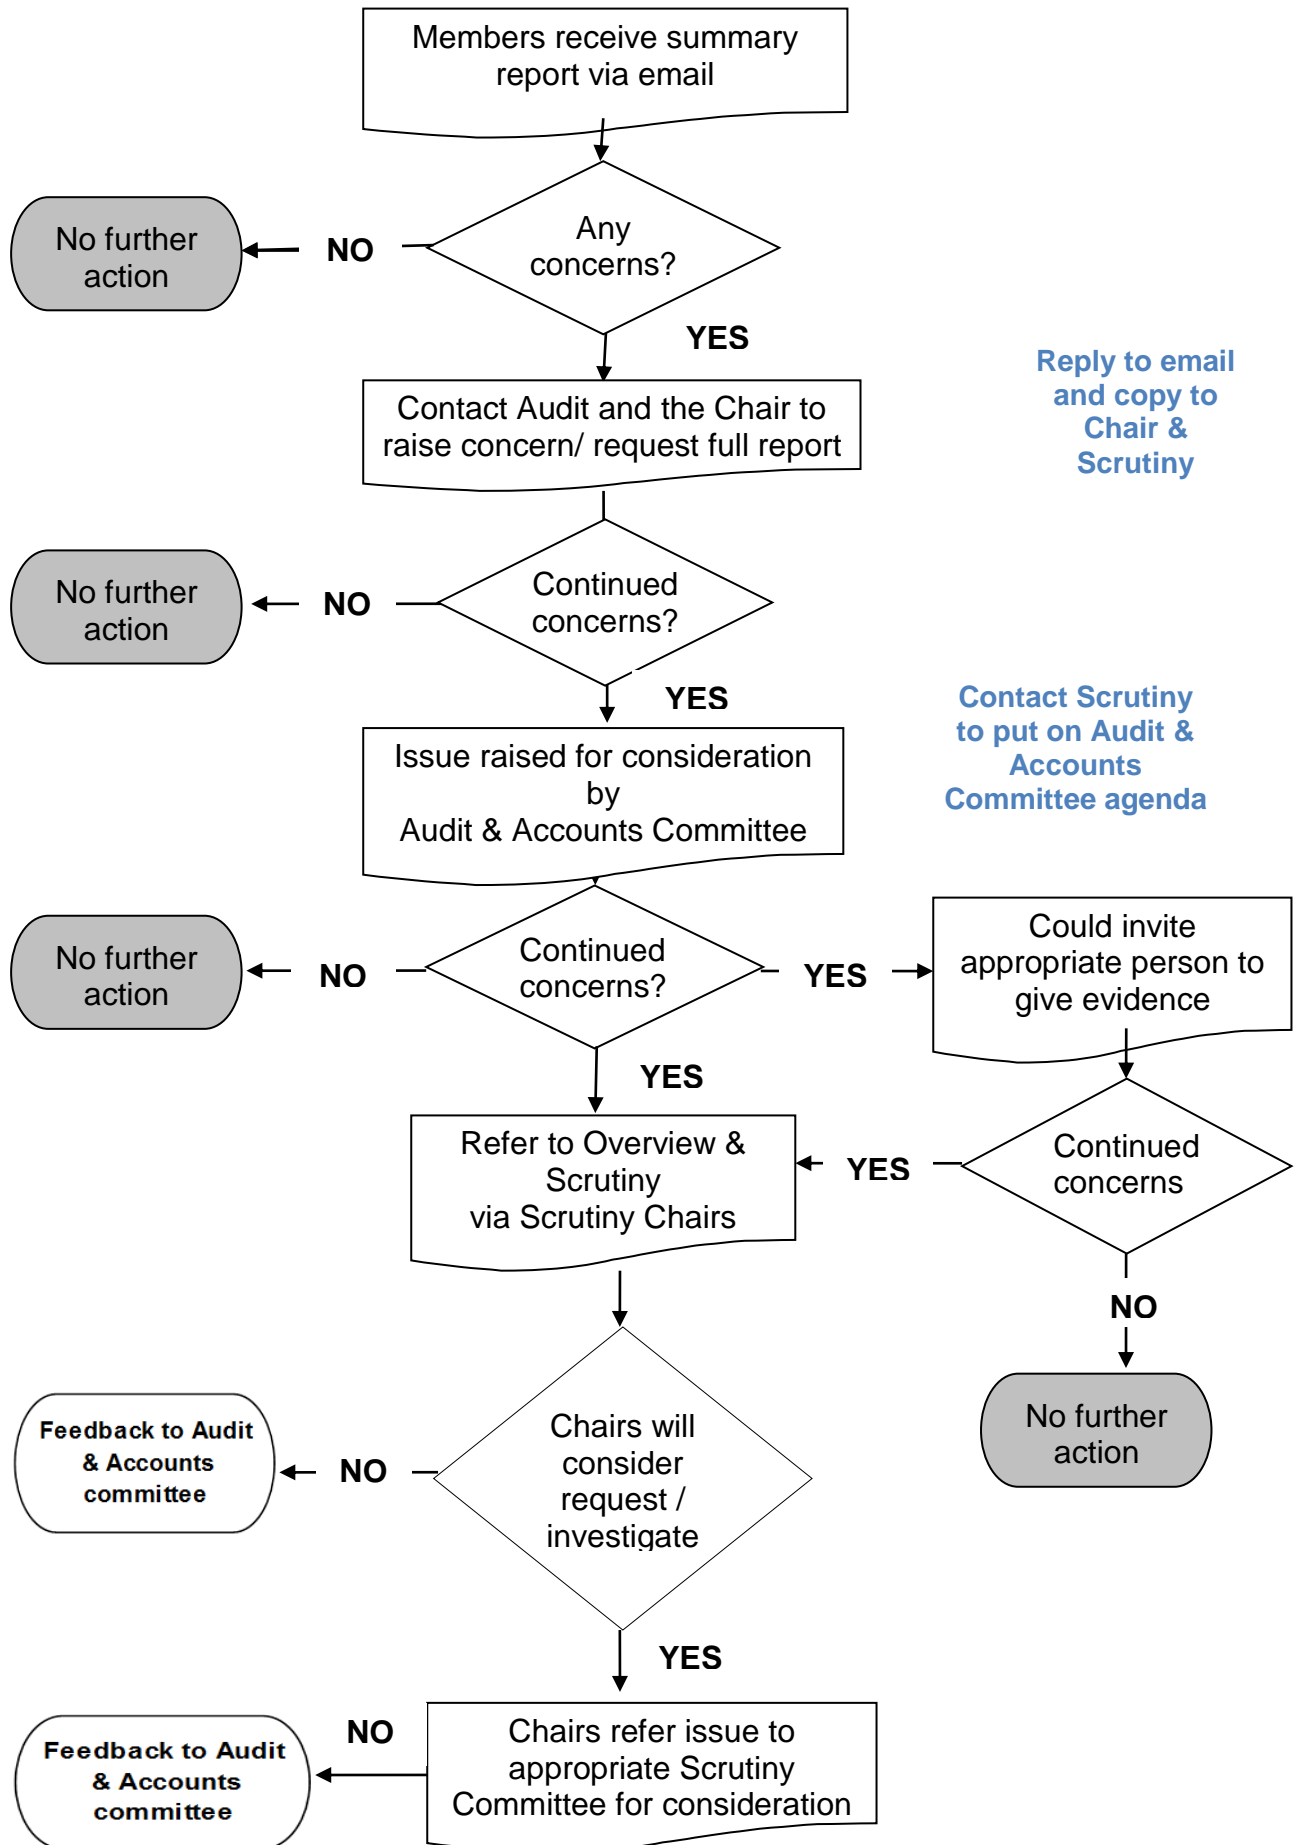 Members receive summary
report via email
Any
concerns?
NO
No further
action
YES
Reply to email
and copy to
Chair &
Scrutiny
Contact Audit and the Chair to
raise concern/ request full report
Continued
concerns?
NO
No further
action
YES
Contact Scrutiny
to put on Audit &
Accounts
Committee agenda
Issue raised for consideration
by
Audit & Accounts Committee
Continued
concerns?
NO
No further
action
YES
Could invite
appropriate person to
give evidence
YES
Refer to Overview &
Scrutiny
via Scrutiny Chairs
YES
Continued
concerns
NO
No further
action
Chairs will
consider
request /
investigate
NO
Feedback to Audit
& Accounts
committee
YES
Chairs refer issue to
appropriate Scrutiny
Committee for consideration
NO
Feedback to Audit
& Accounts
committee